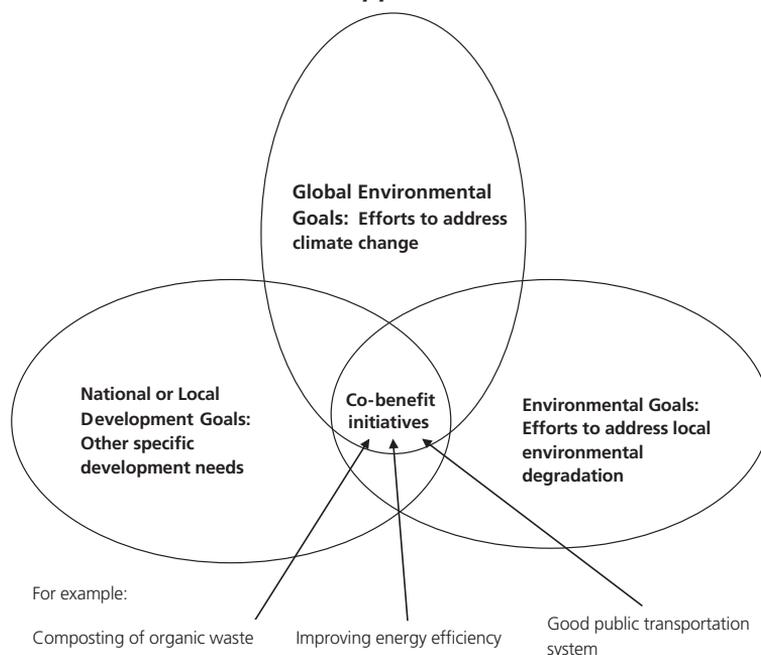 Global Environmental
Goals: Efforts to address
climate change
National or Local
Development Goals:
Other specific
development needs
Co-benefit
initiatives
Environmental Goals:
Efforts to address local
environmental
degradation
For example:
Composting of organic waste
Improving energy efficiency
Good public transportation
system